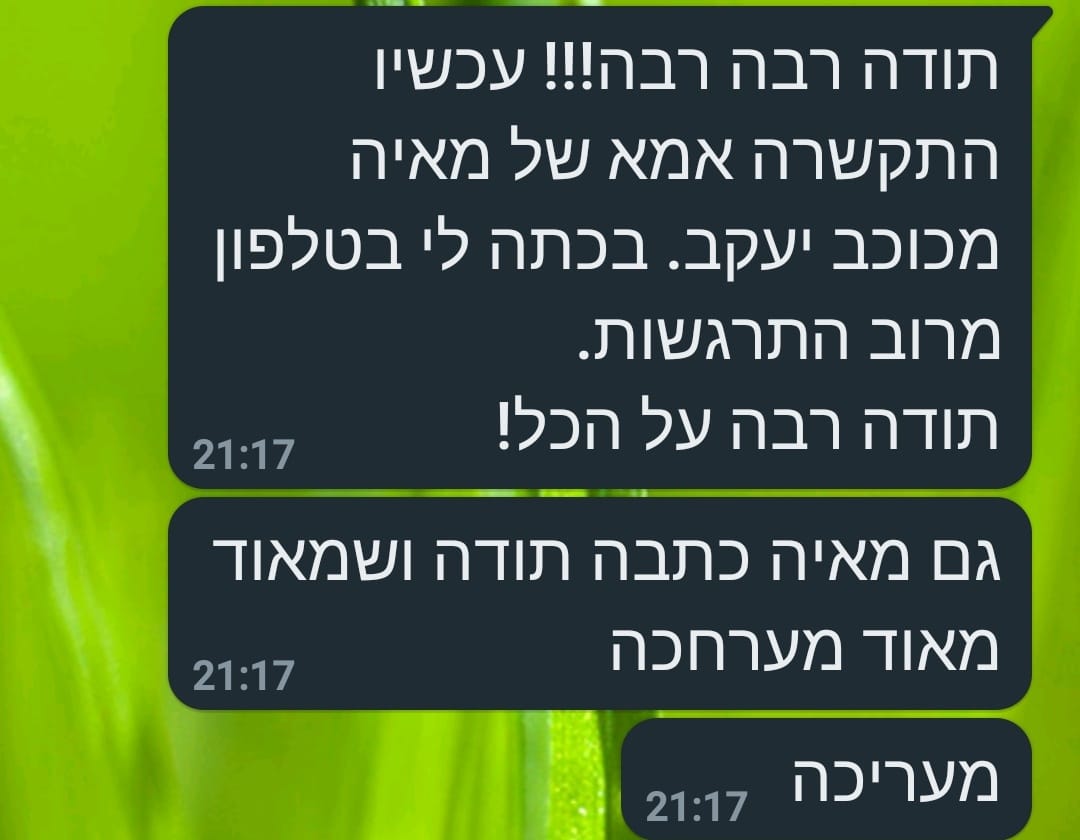 תודה רבה רבה!!! עכשיו
התקשרה אמא של מאיה
מכוכב יעקב. בכתה לי בטלפון
מרוב התרגשות.
תודה רבה על הכל!
21:17
גם מאיה כתבה תודה ושמאוד
מאוד מערחכה
21:17
מעריכה
21:17